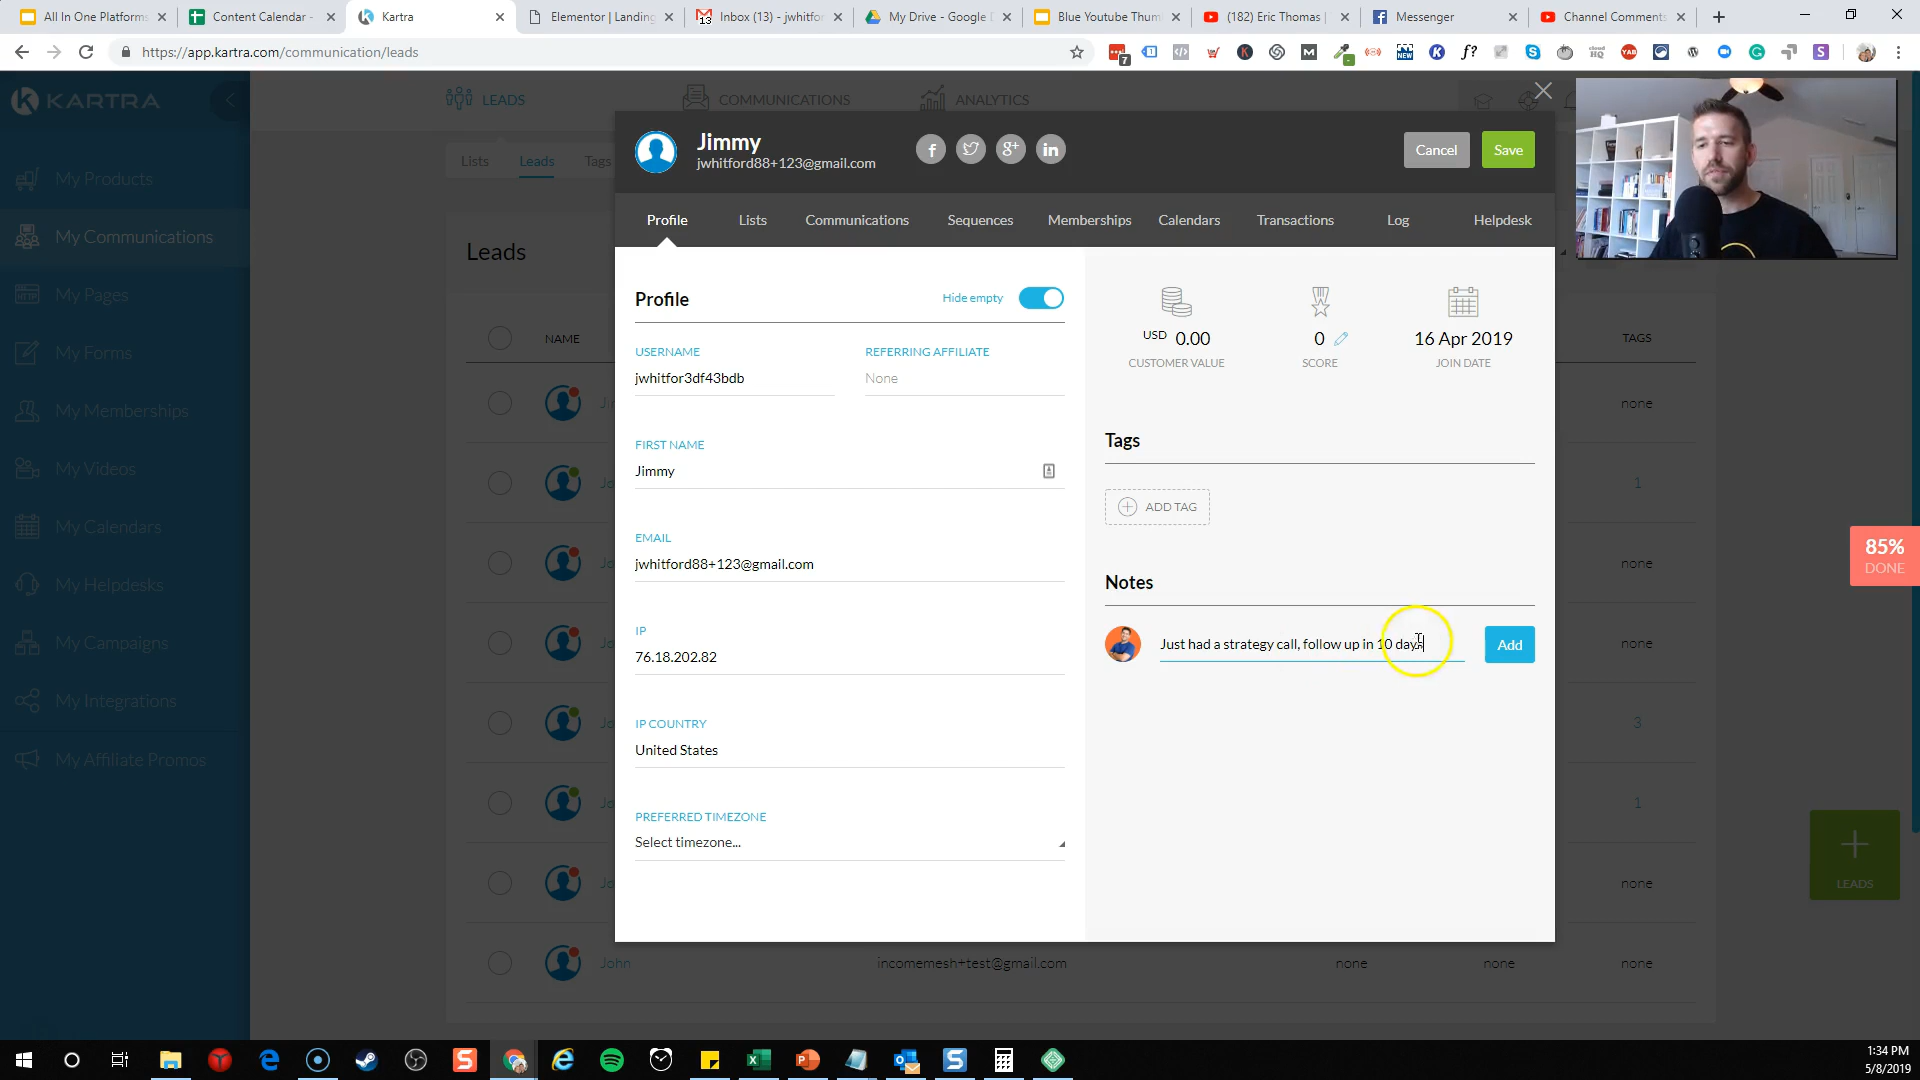 All In One Platforms
Content Calendar -
Kartra
Elementor | Landing
Inbox (13) - jwhitfor
My Drive - Google D
Blue Youtube Thum
(182) Eric Thomas |
Messenger
Channel Comments
https://app.kartra.com/communication/leads
KARTRA
LEADS
COMMUNICATIONS
ANALYTICS
Lists
Leads
Tags
Jimmy
jwhitford88+123@gmail.com
Cancel
Save
Profile
Lists
Communications
Sequences
Memberships
Calendars
Transactions
Log
Helpdesk
My Products
My Communications
My Pages
My Forms
My Memberships
My Videos
My Calendars
My Helpdesks
My Campaigns
My Integrations
My Affiliate Promos
Leads
NAME
TAGS
none
1
none
none
3
1
none
John
incomemesh+test@gmail.com
none
none
none
Profile
Hide empty
USERNAME
jwhitfor3df43bdb
REFERRING AFFILIATE
None
FIRST NAME
Jimmy
EMAIL
jwhitford88+123@gmail.com
IP
76.18.202.82
IP COUNTRY
United States
PREFERRED TIMEZONE
Select timezone...
USD 0.00
CUSTOMER VALUE
0
SCORE
16 Apr 2019
JOIN DATE
Tags
ADD TAG
Notes
Just had a strategy call, follow up in 10 days
Add
85%
DONE
LEADS
1:34 PM
5/8/2019